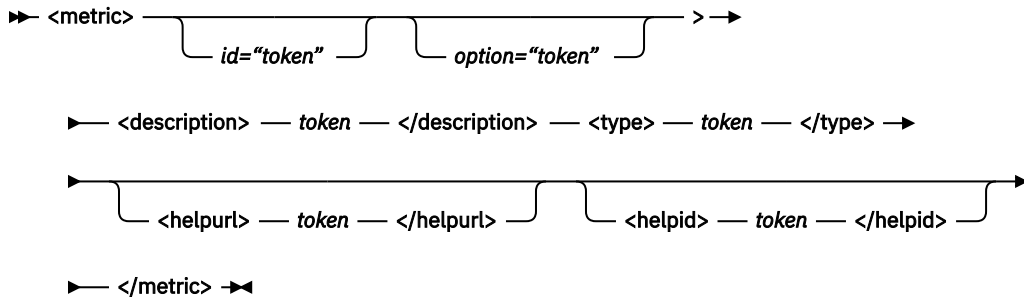 <metric> >
id=“token” option=“token”
<description> token </description> <type> token </type>
<helpurl> token </helpurl> <helpid> token </helpid>
</metric>